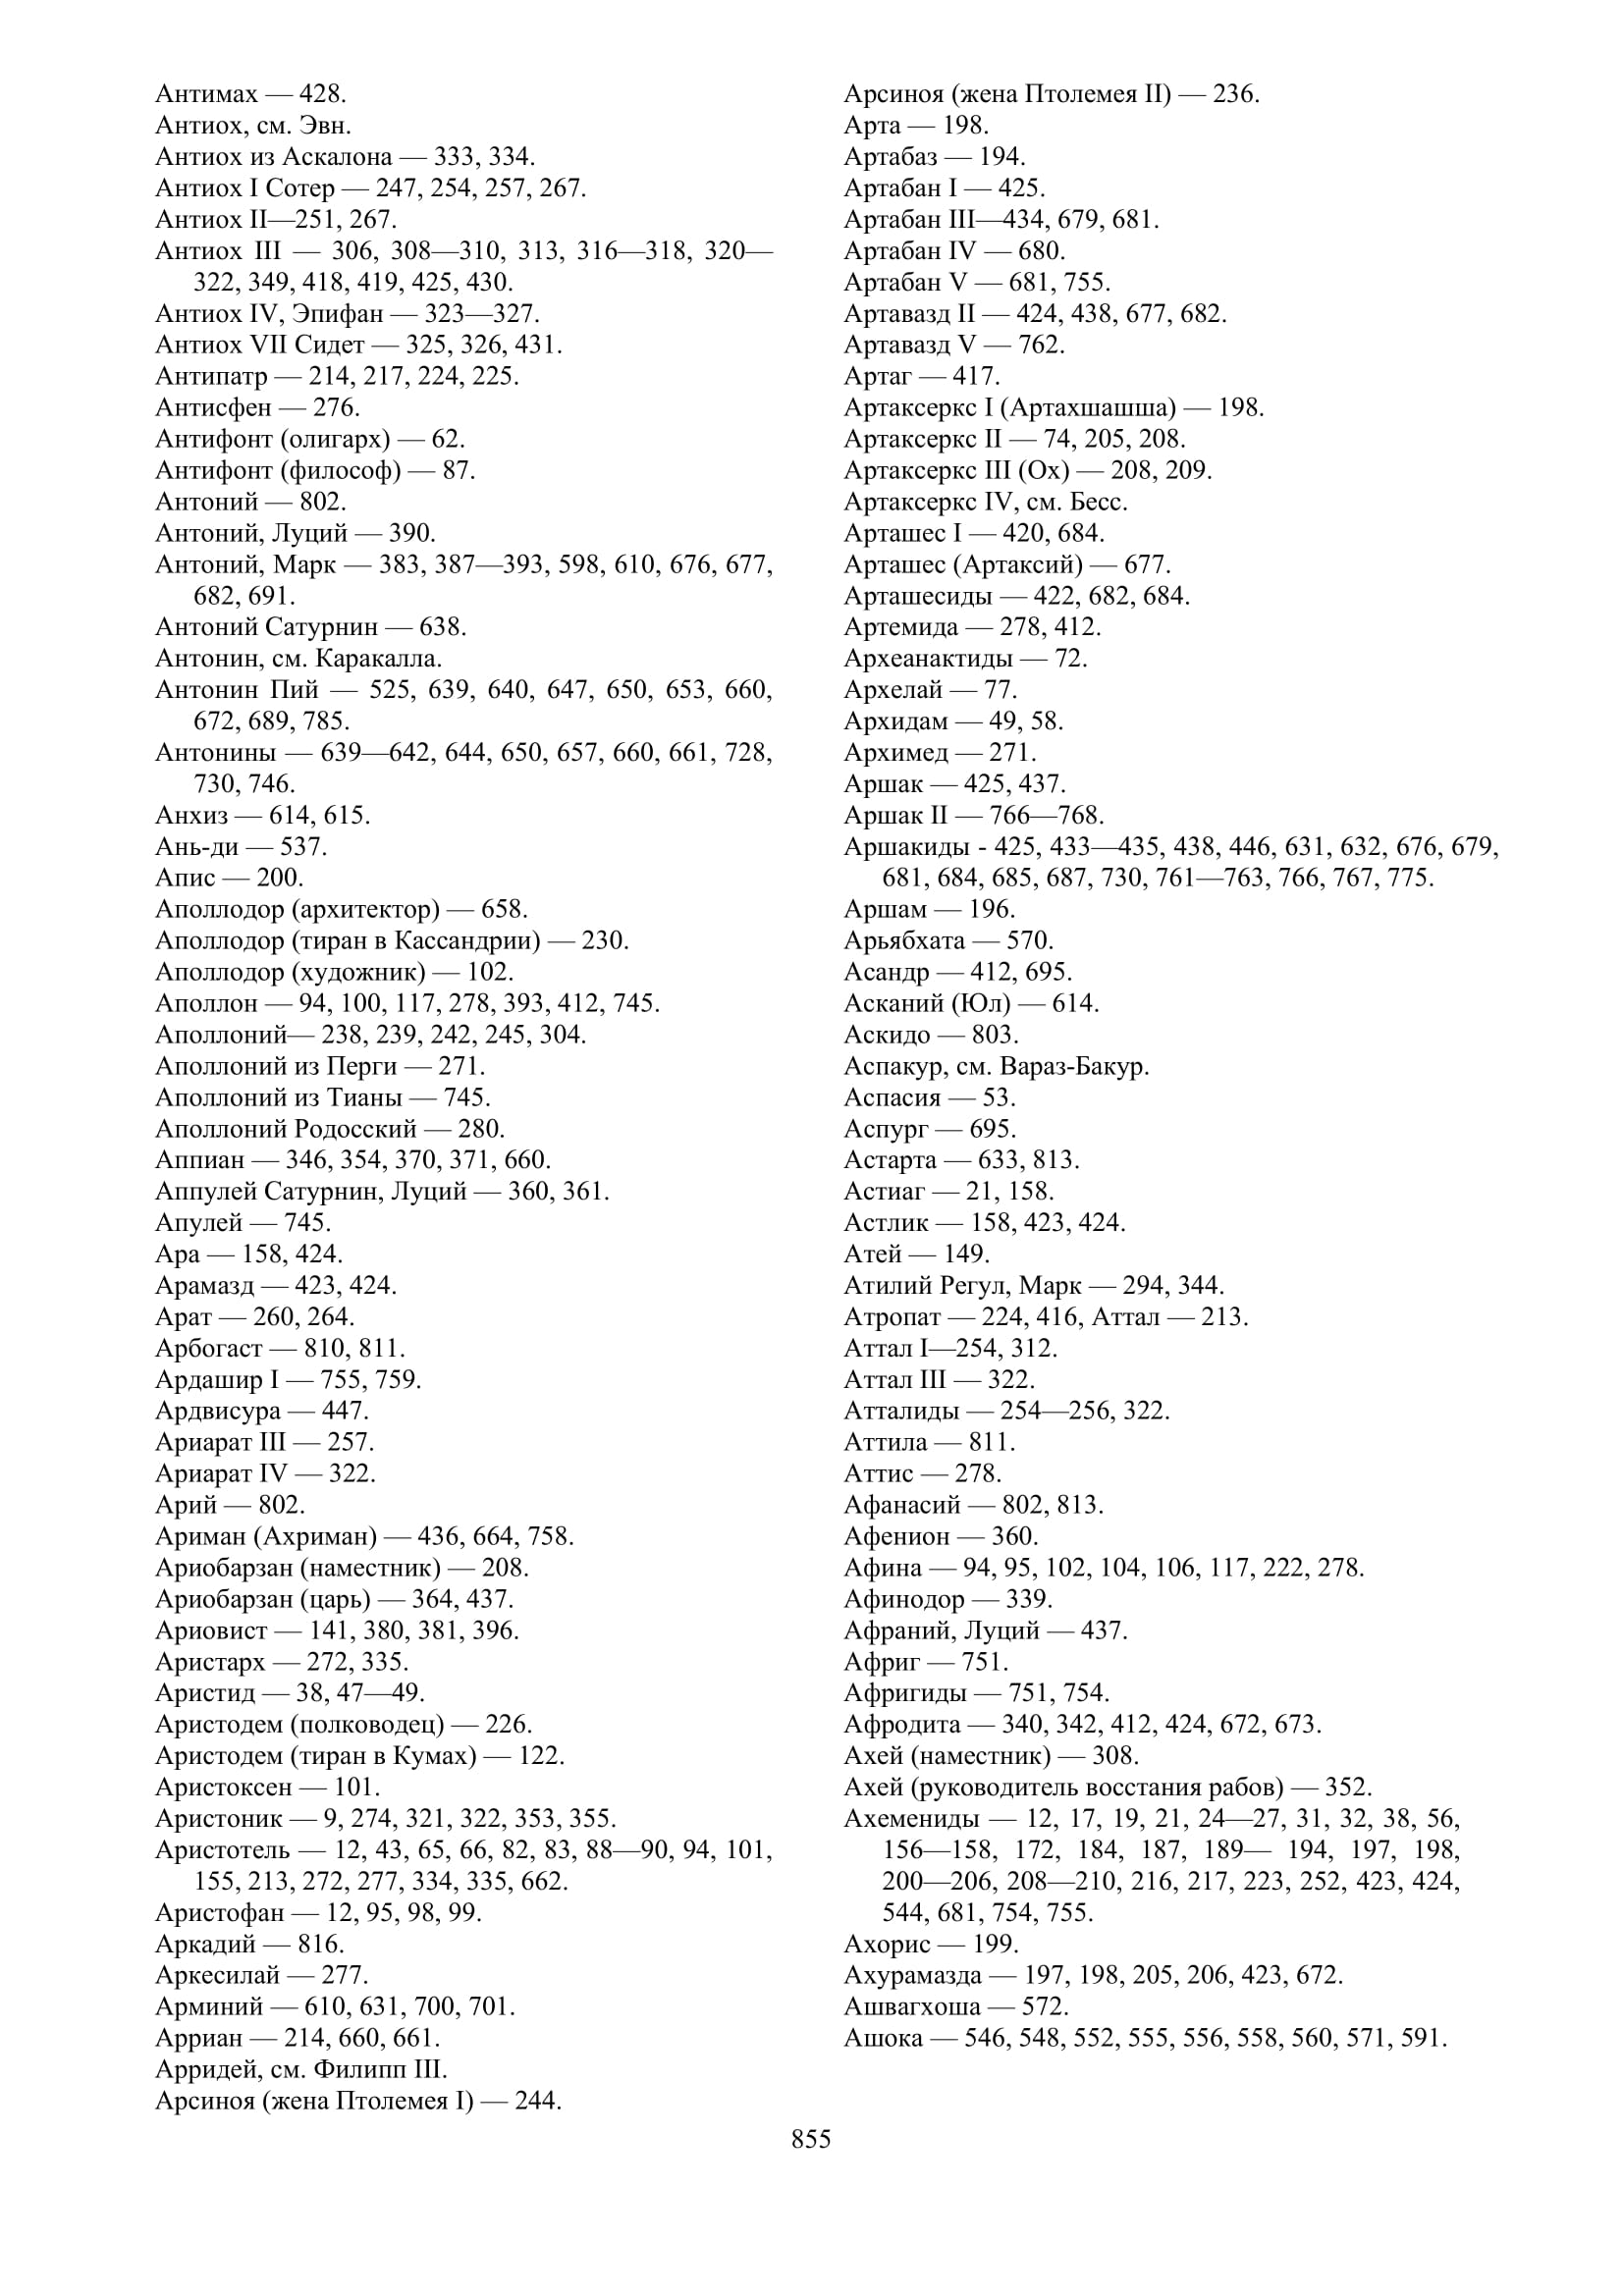 Антимах — 428.
Антиох, см. Эвн.
Антиох из Аскалона — 333, 334.
Антиох I Сотер — 247, 254, 257, 267.
Антиох II—251, 267.
Антиох III — 306, 308—310, 313, 316—318, 320—
322, 349, 418, 419, 425, 430.
Антиох IV, Эпифан — 323—327.
Антиох VII Сидет — 325, 326, 431.
Антипатр — 214, 217, 224, 225.
Антисфен — 276.
Антифонт (олигарх) — 62.
Антифонт (философ) — 87.
Антоний — 802.
Антоний, Луций — 390.
Антоний, Марк — 383, 387—393, 598, 610, 676, 677,
682, 691.
Антоний Сатурнин — 638.
Антонин, см. Каракалла.
Антонин Пий — 525, 639, 640, 647, 650, 653, 660,
672, 689, 785.
Антонины — 639—642, 644, 650, 657, 660, 661, 728,
730, 746.
Анхиз — 614, 615.
Ань-ди — 537.
Апис — 200.
Аполлодор (архитектор) — 658.
Аполлодор (тиран в Кассандрии) — 230.
Аполлодор (художник) — 102.
Аполлон — 94, 100, 117, 278, 393, 412, 745.
Аполлоний— 238, 239, 242, 245, 304.
Аполлоний из Перги — 271.
Аполлоний из Тианы — 745.
Аполлоний Родосский — 280.
Аппиан — 346, 354, 370, 371, 660.
Аппулей Сатурнин, Луций — 360, 361.
Апулей — 745.
Ара — 158, 424.
Арамазд — 423, 424.
Арат — 260, 264.
Арбогаст — 810, 811.
Ардашир I — 755, 759.
Ардвисура — 447.
Ариарат III — 257.
Ариарат IV — 322.
Арий — 802.
Ариман (Ахриман) — 436, 664, 758.
Ариобарзан (наместник) — 208.
Ариобарзан (царь) — 364, 437.
Ариовист — 141, 380, 381, 396.
Аристарх — 272, 335.
Аристид — 38, 47—49.
Аристодем (полководец) — 226.
Аристодем (тиран в Кумах) — 122.
Аристоксен — 101.
Аристоник — 9, 274, 321, 322, 353, 355.
Аристотель — 12, 43, 65, 66, 82, 83, 88—90, 94, 101,
155, 213, 272, 277, 334, 335, 662.
Аристофан — 12, 95, 98, 99.
Аркадий — 816.
Аркесилай — 277.
Арминий — 610, 631, 700, 701.
Арриан — 214, 660, 661.
Арридей, см. Филипп III.
Арсиноя (жена Птолемея I) — 244.
Арсиноя (жена Птолемея II) — 236.
Арта — 198.
Артабаз — 194.
Артабан I — 425.
Артабан III—434, 679, 681.
Артабан IV — 680.
Артабан V — 681, 755.
Артавазд II — 424, 438, 677, 682.
Артавазд V — 762.
Артаг — 417.
Артаксеркс I (Артахшашша) — 198.
Артаксеркс II — 74, 205, 208.
Артаксеркс III (Ох) — 208, 209.
Артаксеркс IV, см. Бесс.
Арташес I — 420, 684.
Арташес (Артаксий) — 677.
Арташесиды — 422, 682, 684.
Артемида — 278, 412.
Археанактиды — 72.
Архелай — 77.
Архидам — 49, 58.
Архимед — 271.
Аршак — 425, 437.
Аршак II — 766—768.
Аршакиды - 425, 433—435, 438, 446, 631, 632, 676, 679,
681, 684, 685, 687, 730, 761—763, 766, 767, 775.
Аршам — 196.
Арьябхата — 570.
Асандр — 412, 695.
Асканий (Юл) — 614.
Аскидо — 803.
Аспакур, см. Вараз-Бакур.
Аспасия — 53.
Аспург — 695.
Астарта — 633, 813.
Астиаг — 21, 158.
Астлик — 158, 423, 424.
Атей — 149.
Атилий Регул, Марк — 294, 344.
Атропат — 224, 416, Аттал — 213.
Аттал I—254, 312.
Аттал III — 322.
Атталиды — 254—256, 322.
Аттила — 811.
Аттис — 278.
Афанасий — 802, 813.
Афенион — 360.
Афина — 94, 95, 102, 104, 106, 117, 222, 278.
Афинодор — 339.
Афраний, Луций — 437.
Африг — 751.
Афригиды — 751, 754.
Афродита — 340, 342, 412, 424, 672, 673.
Ахей (наместник) — 308.
Ахей (руководитель восстания рабов) — 352.
Ахемениды — 12, 17, 19, 21, 24—27, 31, 32, 38, 56,
156—158, 172, 184, 187, 189— 194, 197, 198,
200—206, 208—210, 216, 217, 223, 252, 423, 424,
544, 681, 754, 755.
Ахорис — 199.
Ахурамазда — 197, 198, 205, 206, 423, 672.
Ашвагхоша — 572.
Ашока — 546, 548, 552, 555, 556, 558, 560, 571, 591.
855